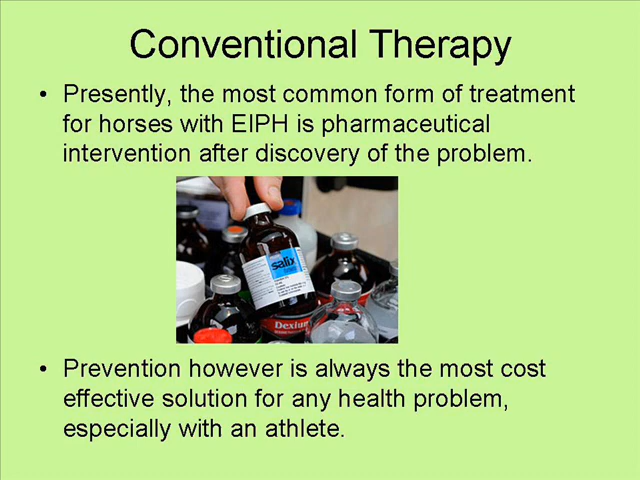 Conventional Therapy
• Presently, the most common form of treatment
for horses with EIPH is pharmaceutical
intervention after discovery of the problem.
salix
Dexium
• Prevention however is always the most cost
effective solution for any health problem,
especially with an athlete.